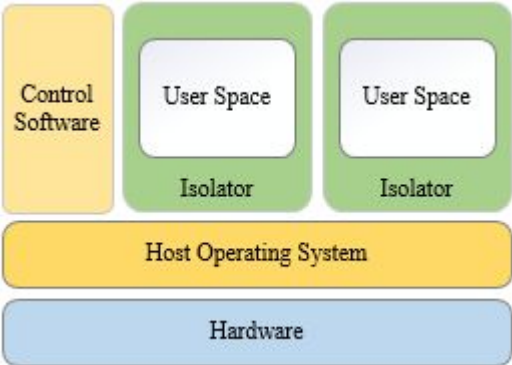 Control
Software
User Space
Isolator
User Space
Isolator
Host Operating System
Hardware